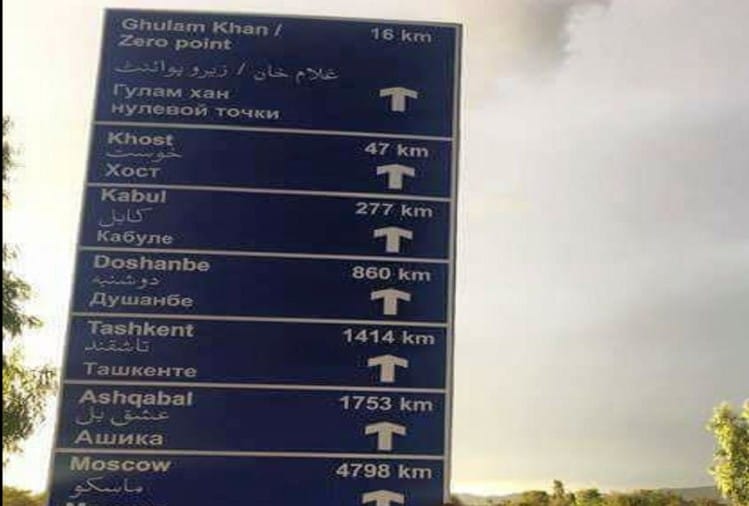 Ghulam Khan / 16 km
Zero point
غلام خان / زیرو پوائنٹ
Гулам хан
нулевой точки
Khost 47 km
خوست
Хост
Kabul 277 km
کابل
Кабуле
Doshanbe 860 km
دوشنبہ
Душанбе
Tashkent 1414 km
تاشقند
Ташкенте
Ashqabal 1753 km
عشق بل
Ашика
Moscow 4798 km
ماسکو